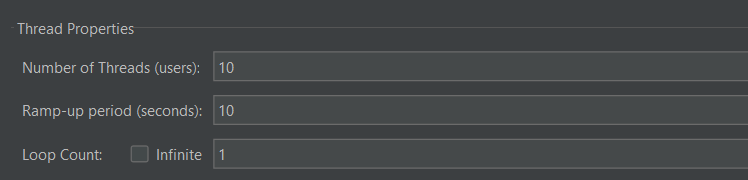 Thread Properties
Number of Threads (users): 10
Ramp-up period (seconds): 10
Loop Count: Infinite 1